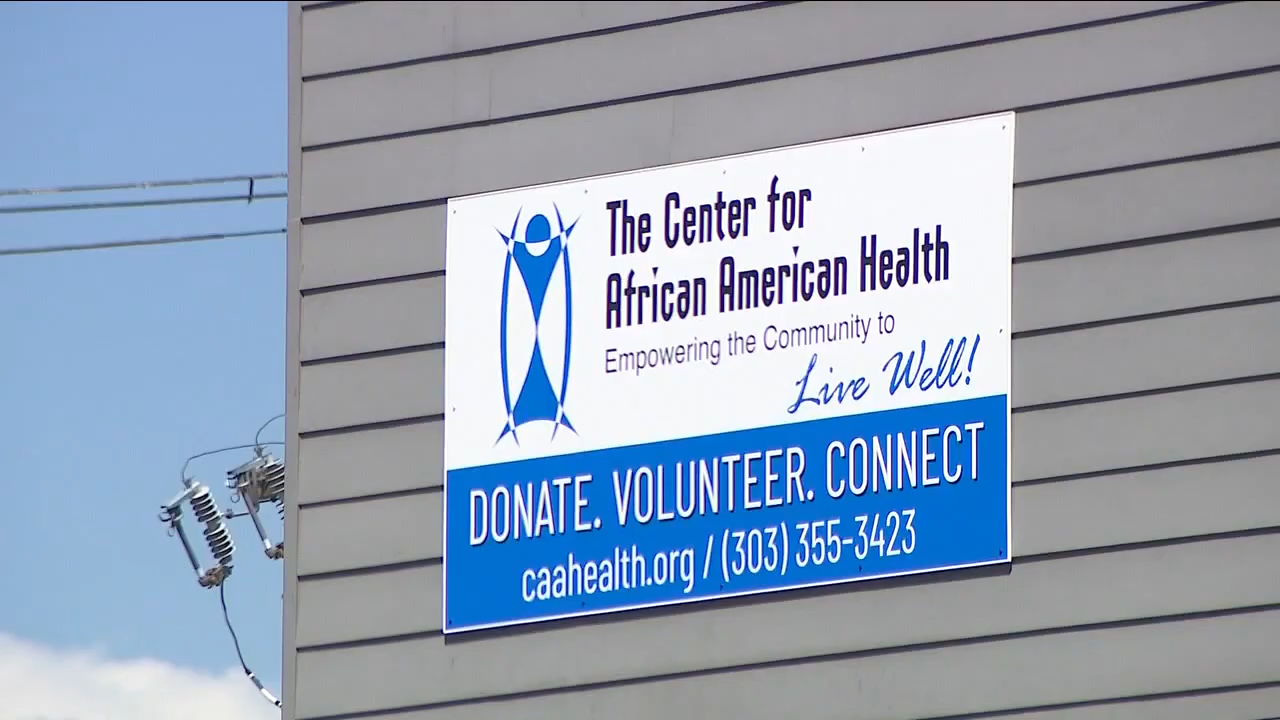 The Center for
African American Health
Empowering the Community to
Live Well!
DONATE. VOLUNTEER. CONNECT
caahealth.org / (303) 355-3423